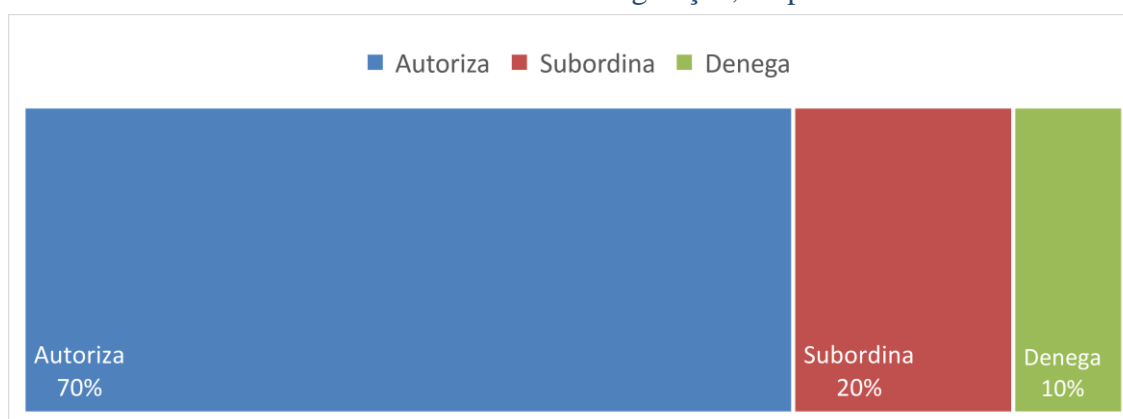 Autoriza Subordina Denega
Autoriza
70%
Subordina
20%
Denega
10%